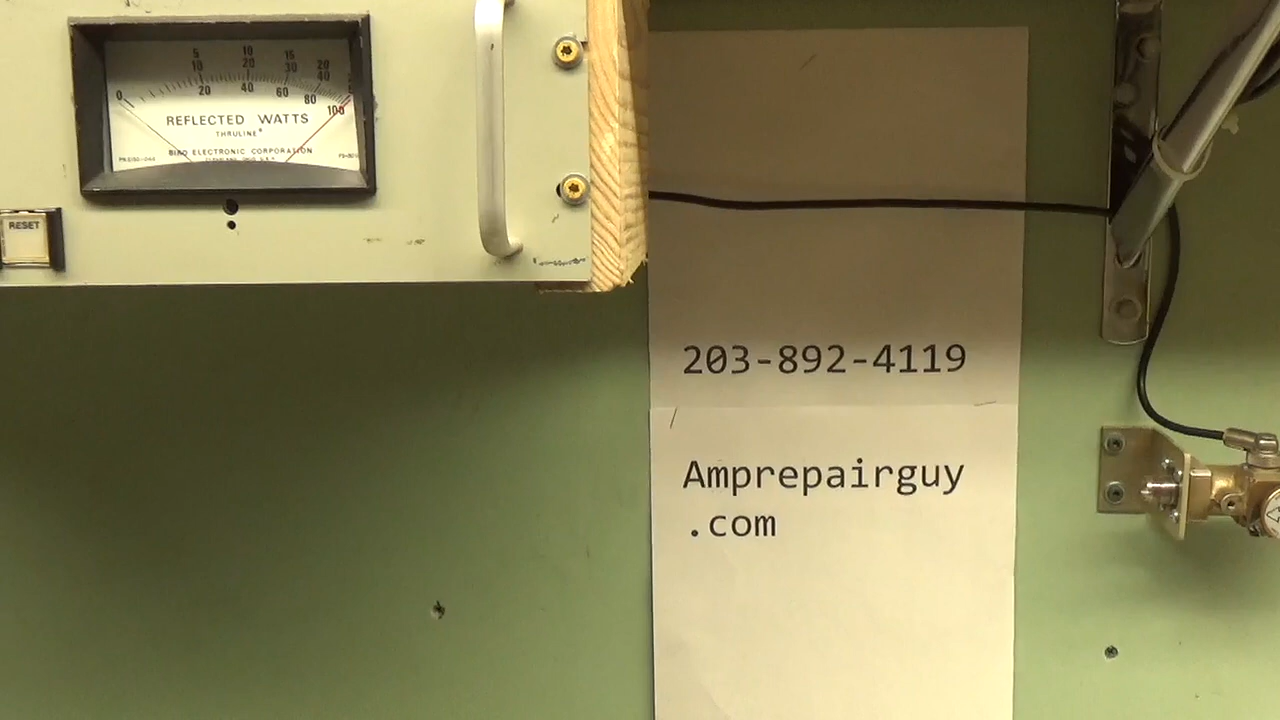 5 10 15 20
10 20 30 40
0 20 40 60 80 100
REFLECTED WATTS
THRULINE
BIRD ELECTRONIC CORPORATION
RESET
203-892-4119
Amprepairguy
.com